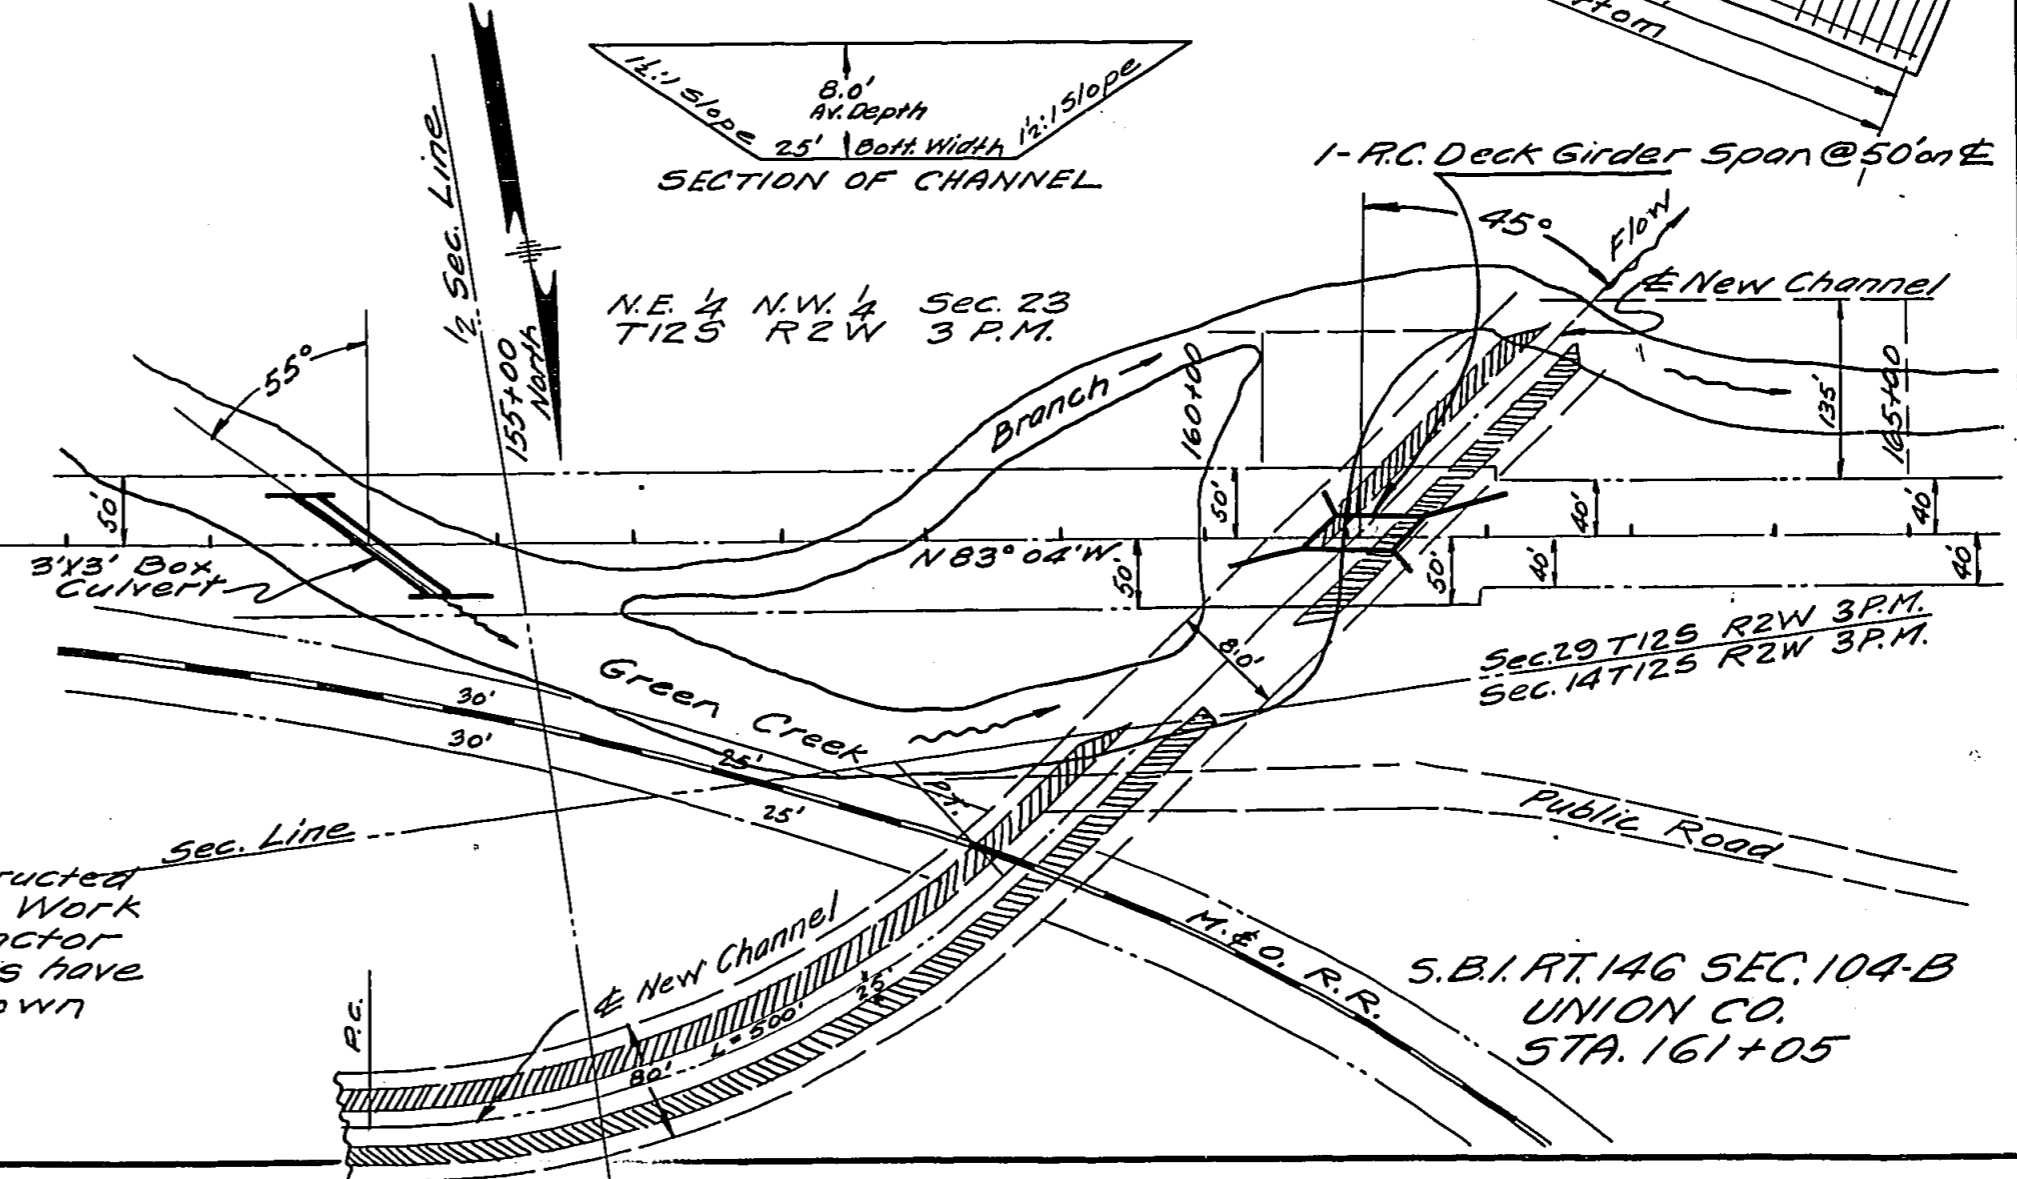 ttom
1½:1 Slope
8.0'
Av. Depth
25' Bott. Width
1½:1 Slope
SECTION OF CHANNEL
1-R.C. Deck Girder Span @ 50' on ℄
½ Sec. Line
155+00
North
N.E. ¼ N.W. ¼ Sec. 23
T12S R2W 3 P.M.
45°
Flow
℄ New Channel
55°
Branch
160+00
135'
165+00
50'
50'
40'
40'
3'x3' Box
Culvert
N83°04'W.
50'
50'
40'
40'
Sec. 29 T12S R2W 3P.M.
Sec. 14 T12S R2W 3P.M.
8.0'
Green Creek
30'
30'
25'
25'
P.T.
Public Road
Sec. Line
ructed
Work
actor
s have
own
℄ New Channel
M. & O. R.R.
L=500'
25'
80'
P.C.
S.B.I. RT. 146 SEC. 104-B
UNION CO.
STA. 161+05